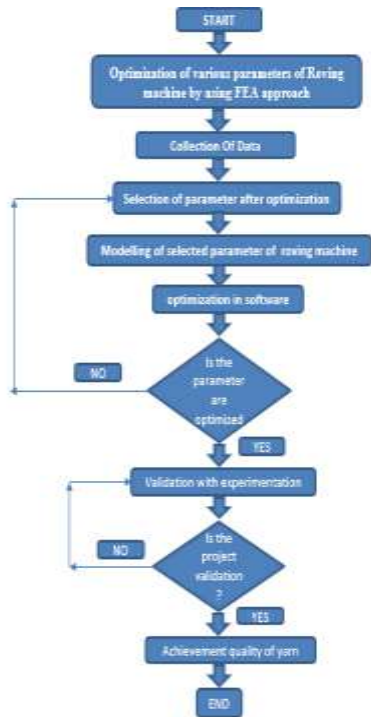 START
Optimization of various parameters of Roving
machine by using FEA approach
Collection Of Data
Selection of parameter after optimization
Modelling of selected parameter of roving machine
optimization in software
Is the
parameter
are
optimized
NO
YES
Validation with experimentation
Is the
project
validation
?
NO
YES
Achievement quality of yarn
END